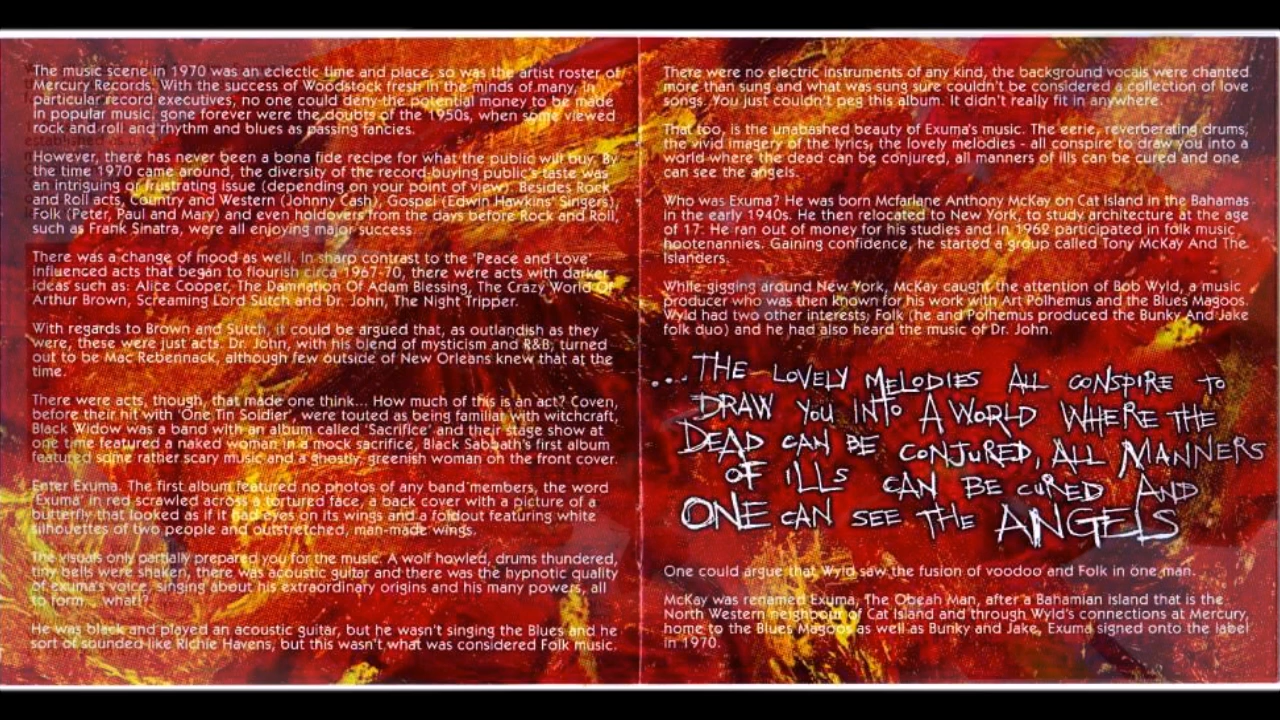 The music scene in 1970 was an eclectic time and place, so was the artist roster of
Mercury Records. With the success of Woodstock fresh in the minds of many, in
particular record executives, no one could deny the potential money to be made
in popular music. gone forever were the doubts of the 1950s, when some viewed
rock and roll and rhythm and blues as passing fancies.
However, there has never been a bona fide recipe for what the public will buy. By
the time 1970 came around, the diversity of the record-buying public's taste was
an intriguing or frustrating issue (depending on your point of view). Besides Rock
and Roll acts, Country and Western (Johnny Cash), Gospel (Edwin Hawkins' Singers),
Folk (Peter, Paul and Mary) and even holdovers from the days before Rock and Roll,
such as Frank Sinatra, were all enjoying major success.
There was a change of mood as well. In sharp contrast to the 'Peace and Love'
influenced acts that began to flourish circa 1967-70, there were acts with darker
ideas such as: Alice Cooper, The Damnation Of Adam Blessing, The Crazy World Of
Arthur Brown, Screaming Lord Sutch and Dr. John, The Night Tripper.
With regards to Brown and Sutch, it could be argued that, as outlandish as they
were, these were just acts. Dr. John, with his blend of mysticism and R&B, turned
out to be Mac Rebennack, although few outside of New Orleans knew that at the
time.
There were acts, though, that made one think... How much of this is an act? Coven,
before their hit with 'One Tin Soldier', were touted as being familiar with witchcraft,
Black Widow was a band with an album called 'Sacrifice' and their stage show at
one time featured a naked woman in a mock sacrifice, Black Sabbath's first album
featured some rather scary music and a ghostly, greenish woman on the front cover.
Enter Exuma. The first album featured no photos of any band members, the word
'Exuma' in red scrawled across a tortured face, a back cover with a picture of a
butterfly that looked as if it had eyes on its wings and a foldout featuring white
silhouettes of two people and outstretched, man-made wings.
The visuals only partially prepared you for the music. A wolf howled, drums thundered,
tiny bells were shaken, there was acoustic guitar and there was the hypnotic quality
of exuma's voice, singing about his extraordinary origins and his many powers, all
to form... what!?
He was black and played an acoustic guitar, but he wasn't singing the Blues and he
sort of sounded like Richie Havens, but this wasn't what was considered Folk music.
There were no electric instruments of any kind, the background vocals were chanted
more than sung and what was sung sure couldn't be considered a collection of love
songs. You just couldn't peg this album. It didn't really fit in anywhere.
That too, is the unabashed beauty of Exuma's music. The eerie, reverberating drums,
the vivid imagery of the lyrics, the lovely melodies - all conspire to draw you into a
world where the dead can be conjured, all manners of ills can be cured and one
can see the angels.
Who was Exuma? He was born Mcfarlane Anthony McKay on Cat Island in the Bahamas
in the early 1940s. He then relocated to New York, to study architecture at the age
of 17. He ran out of money for his studies and in 1962 participated in folk music
hootenannies. Gaining confidence, he started a group called Tony McKay And The
Islanders.
While gigging around New York, McKay caught the attention of Bob Wyld, a music
producer who was then known for his work with Art Polhemus and the Blues Magoos.
Wyld had two other interests; Folk (he and Polhemus produced the Bunky And Jake
folk duo) and he had also heard the music of Dr. John.
...THE LOVELY MELODIES ALL CONSPIRE TO
DRAW YOU INTO A WORLD WHERE THE
DEAD CAN BE CONJURED, ALL MANNERS
OF ILLS CAN BE CURED AND
ONE CAN SEE THE ANGELS
One could argue that Wyld saw the fusion of voodoo and Folk in one man.
McKay was renamed Exuma, The Obeah Man, after a Bahamian island that is the
North Western neighbour of Cat Island and through Wyld's connections at Mercury,
home to the Blues Magoos as well as Bunky and Jake, Exuma signed onto the label
in 1970.